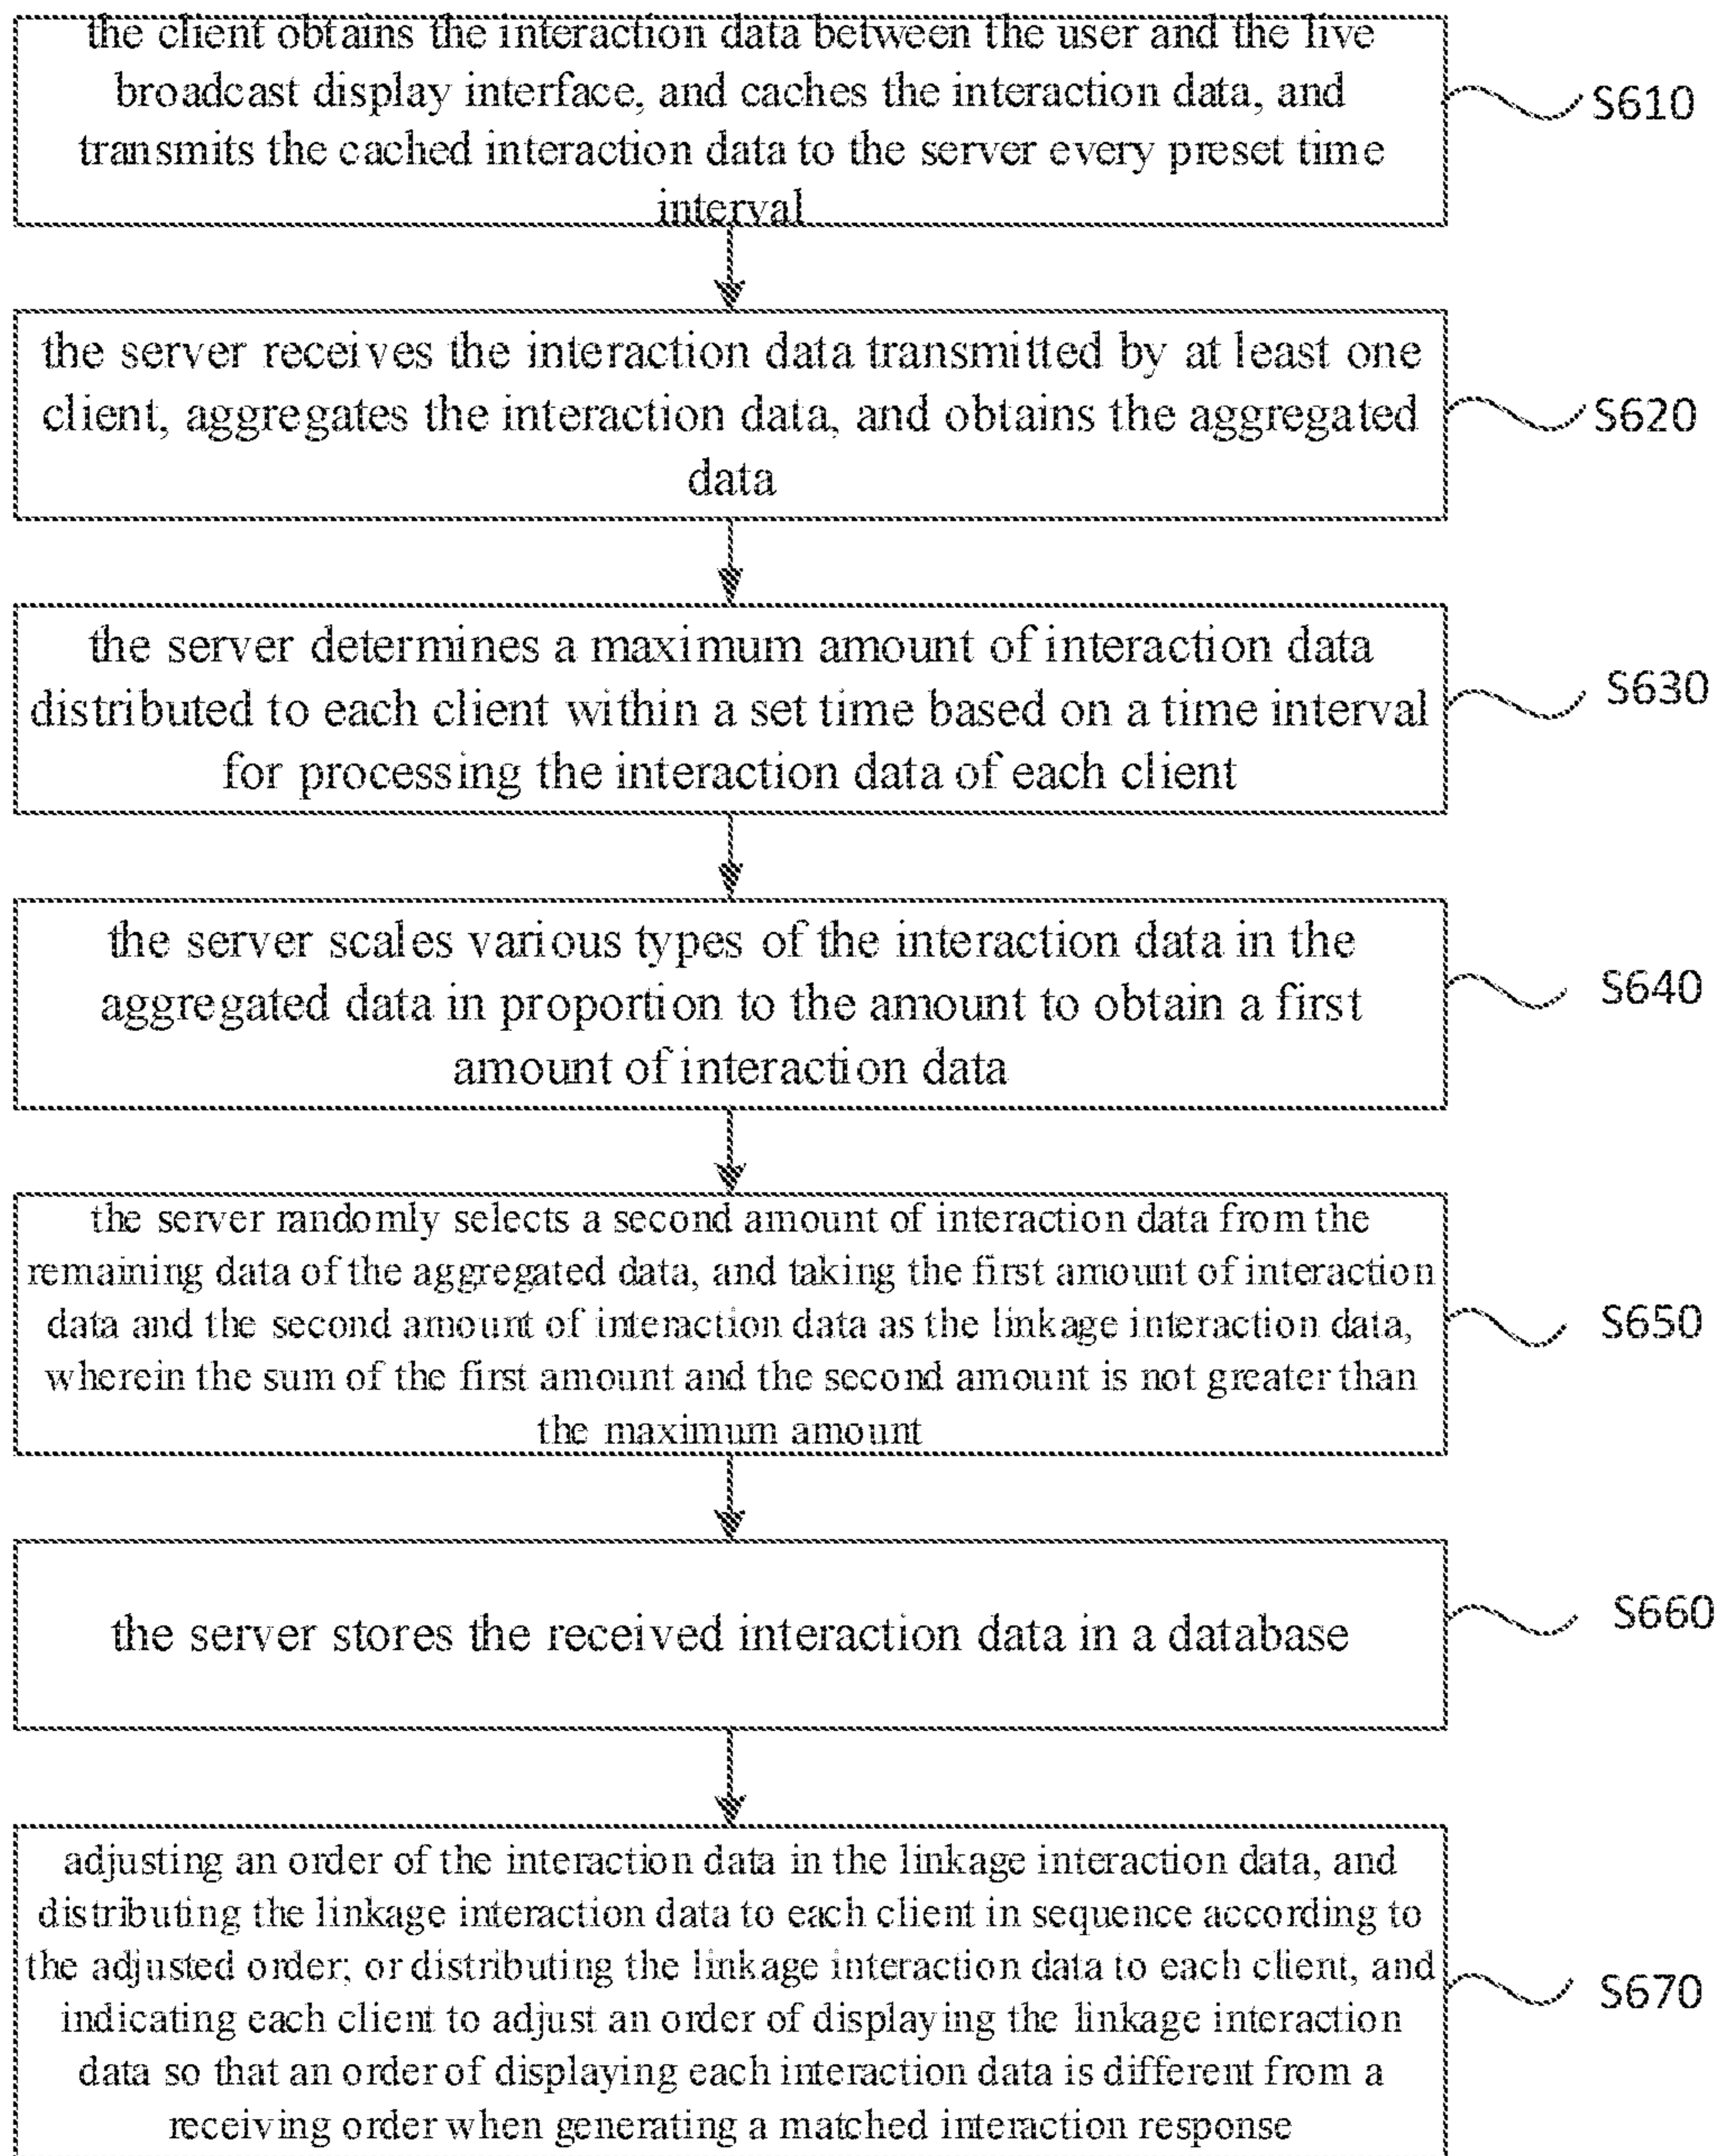 the client obtains the interaction data between the user and the live
broadcast display interface, and caches the interaction data, and
transmits the cached interaction data to the server every preset time
interval
S610
the server receives the interaction data transmitted by at least one
client, aggregates the interaction data, and obtains the aggregated
data
S620
the server determines a maximum amount of interaction data
distributed to each client within a set time based on a time interval
for processing the interaction data of each client
S630
the server scales various types of the interaction data in the
aggregated data in proportion to the amount to obtain a first
amount of interaction data
S640
the server randomly selects a second amount of interaction data from the
remaining data of the aggregated data, and taking the first amount of interaction
data and the second amount of interaction data as the linkage interaction data,
wherein the sum of the first amount and the second amount is not greater than
the maximum amount
S650
the server stores the received interaction data in a database
S660
adjusting an order of the interaction data in the linkage interaction data, and
distributing the linkage interaction data to each client in sequence according to
the adjusted order; or distributing the linkage interaction data to each client, and
indicating each client to adjust an order of displaying the linkage interaction
data so that an order of displaying each interaction data is different from a
receiving order when generating a matched interaction response
S670